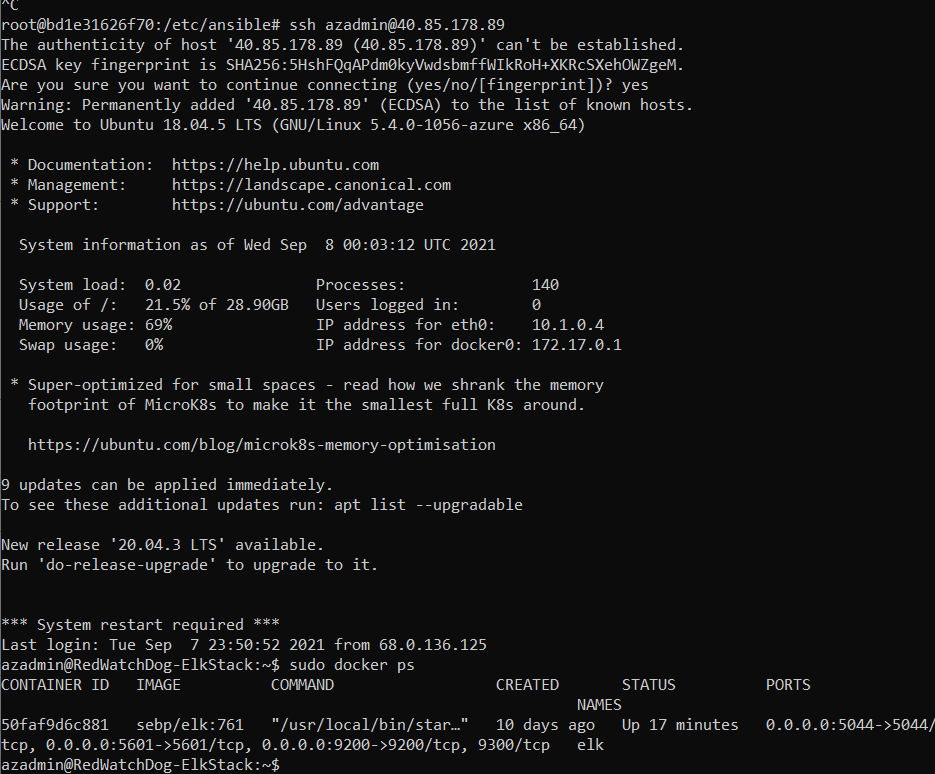 ^C
root@bd1e31626f70:/etc/ansible# ssh azadmin@40.85.178.89
The authenticity of host '40.85.178.89 (40.85.178.89)' can't be established.
ECDSA key fingerprint is SHA256:5HshFQqAPdm0kyVwdsbmffWIkRoH+XKRcSXehOWZgeM.
Are you sure you want to continue connecting (yes/no/[fingerprint])? yes
Warning: Permanently added '40.85.178.89' (ECDSA) to the list of known hosts.
Welcome to Ubuntu 18.04.5 LTS (GNU/Linux 5.4.0-1056-azure x86_64)

 * Documentation:  https://help.ubuntu.com
 * Management:     https://landscape.canonical.com
 * Support:        https://ubuntu.com/advantage

  System information as of Wed Sep  8 00:03:12 UTC 2021

  System load:  0.02               Processes:              140
  Usage of /:   21.5% of 28.90GB   Users logged in:        0
  Memory usage: 69%                IP address for eth0:    10.1.0.4
  Swap usage:   0%                 IP address for docker0: 172.17.0.1

 * Super-optimized for small spaces - read how we shrank the memory
   footprint of MicroK8s to make it the smallest full K8s around.

   https://ubuntu.com/blog/microk8s-memory-optimisation

9 updates can be applied immediately.
To see these additional updates run: apt list --upgradable

New release '20.04.3 LTS' available.
Run 'do-release-upgrade' to upgrade to it.


*** System restart required ***
Last login: Tue Sep  7 23:50:52 2021 from 68.0.136.125
azadmin@RedWatchDog-ElkStack:~$ sudo docker ps
CONTAINER ID   IMAGE          COMMAND                  CREATED       STATUS          PORTS
                                                                NAMES
50faf9d6c881   sebp/elk:761   "/usr/local/bin/star…"   10 days ago   Up 17 minutes   0.0.0.0:5044->5044/
tcp, 0.0.0.0:5601->5601/tcp, 0.0.0.0:9200->9200/tcp, 9300/tcp   elk
azadmin@RedWatchDog-ElkStack:~$